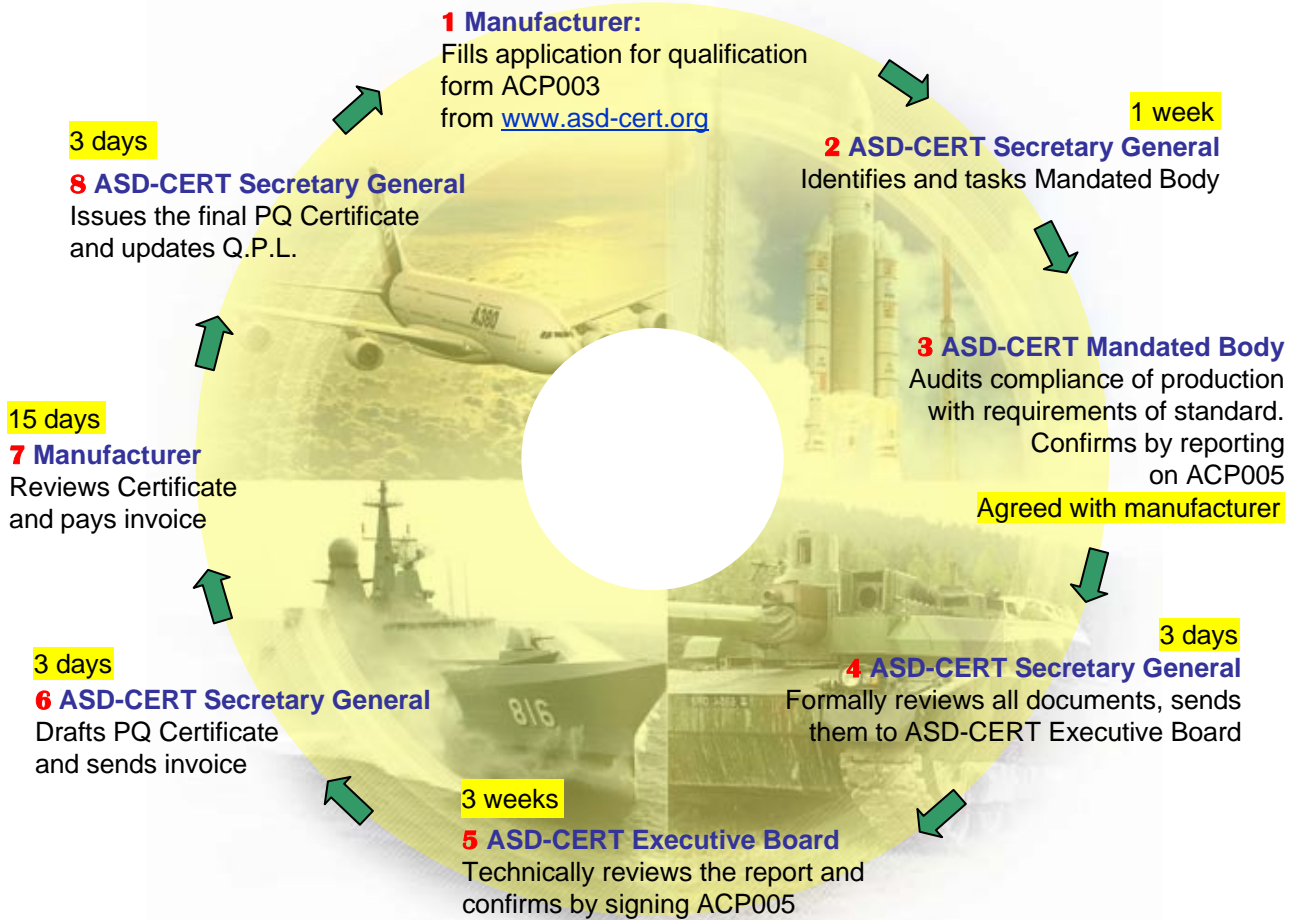 1 Manufacturer:
Fills application for qualification
form ACP003
from www.asd-cert.org
1 week
2 ASD-CERT Secretary General
Identifies and tasks Mandated Body
3 ASD-CERT Mandated Body
Audits compliance of production
with requirements of standard.
Confirms by reporting
on ACP005
Agreed with manufacturer
3 days
4 ASD-CERT Secretary General
Formally reviews all documents, sends
them to ASD-CERT Executive Board
3 weeks
5 ASD-CERT Executive Board
Technically reviews the report and
confirms by signing ACP005
3 days
6 ASD-CERT Secretary General
Drafts PQ Certificate
and sends invoice
15 days
7 Manufacturer
Reviews Certificate
and pays invoice
3 days
8 ASD-CERT Secretary General
Issues the final PQ Certificate
and updates Q.P.L.
A380
816